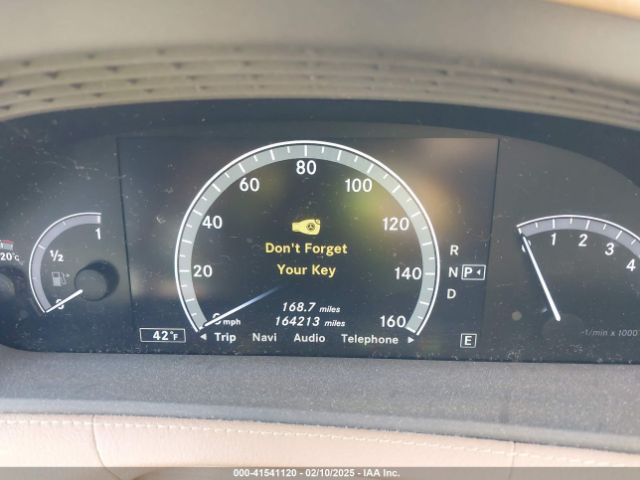 80
60
100
40
120
20
140
0 mph
160
Don't Forget
Your Key
168.7 miles
164213 miles
Trip Navi Audio Telephone
42°F
R
N P
D
E
1
½
0
120°C
1 2 3 4
1/min x 1000
000-41541120 - 02/10/2025 - IAA Inc.